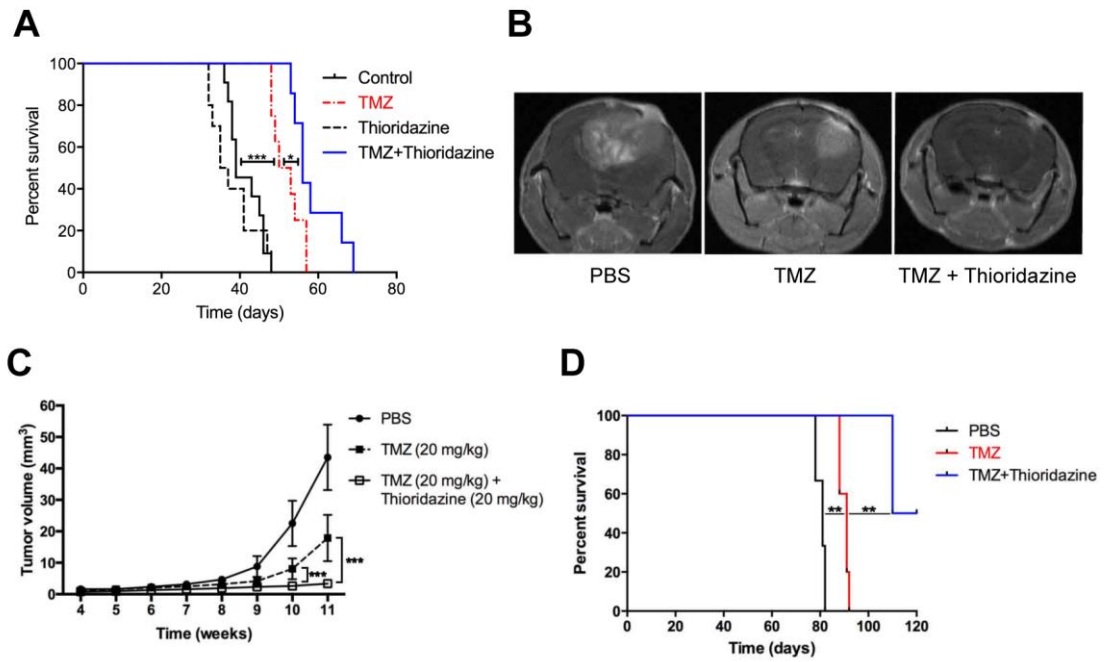 A
Percent survival
100
80
60
40
20
0
0 20 40 60 80
Time (days)
*** *
Control
TMZ
Thioridazine
TMZ+Thioridazine
B
PBS TMZ TMZ + Thioridazine
C
Tumor volume (mm³)
60
50
40
30
20
10
0
4 5 6 7 8 9 10 11
Time (weeks)
PBS
TMZ (20 mg/kg)
TMZ (20 mg/kg) +
Thioridazine (20 mg/kg)
***
***
D
Percent survival
100
80
60
40
20
0
0 20 40 60 80 100 120
Time (days)
** **
PBS
TMZ
TMZ+Thioridazine